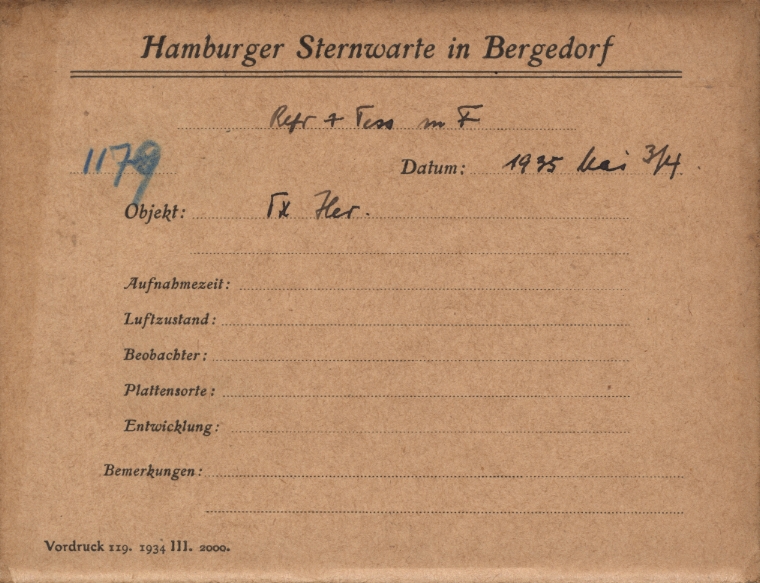 Hamburger Sternwarte in Bergedorf
Refr + Tess m F
1179
Datum: 1935 Mai 3/4.
Objekt: TX Her.
Aufnahmezeit:
Luftzustand:
Beobachter:
Plattensorte:
Entwicklung:
Bemerkungen:
Vordruck 119. 1934 III. 2000.